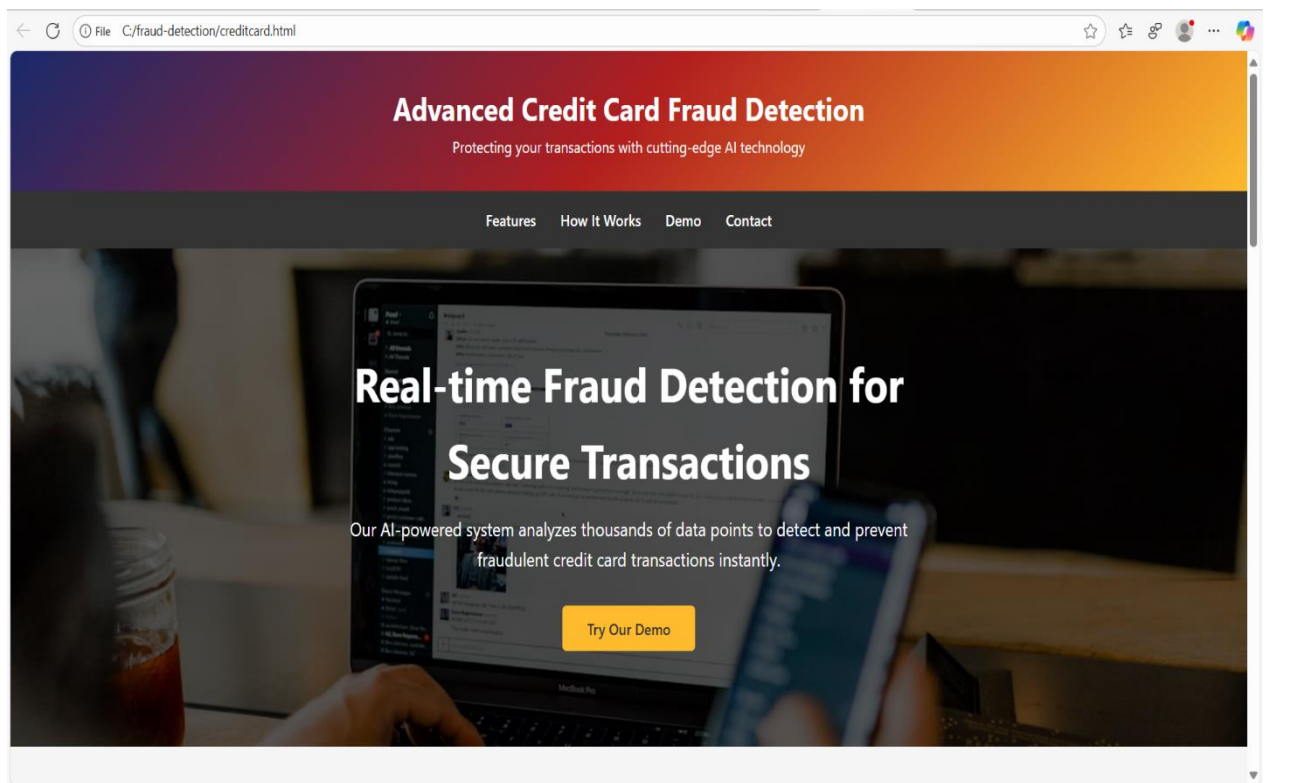 File C:/fraud-detection/creditcard.html
Advanced Credit Card Fraud Detection
Protecting your transactions with cutting-edge AI technology
Features How It Works Demo Contact
Real-time Fraud Detection for
Secure Transactions
Our AI-powered system analyzes thousands of data points to detect and prevent
fraudulent credit card transactions instantly.
Try Our Demo
MacBook Pro